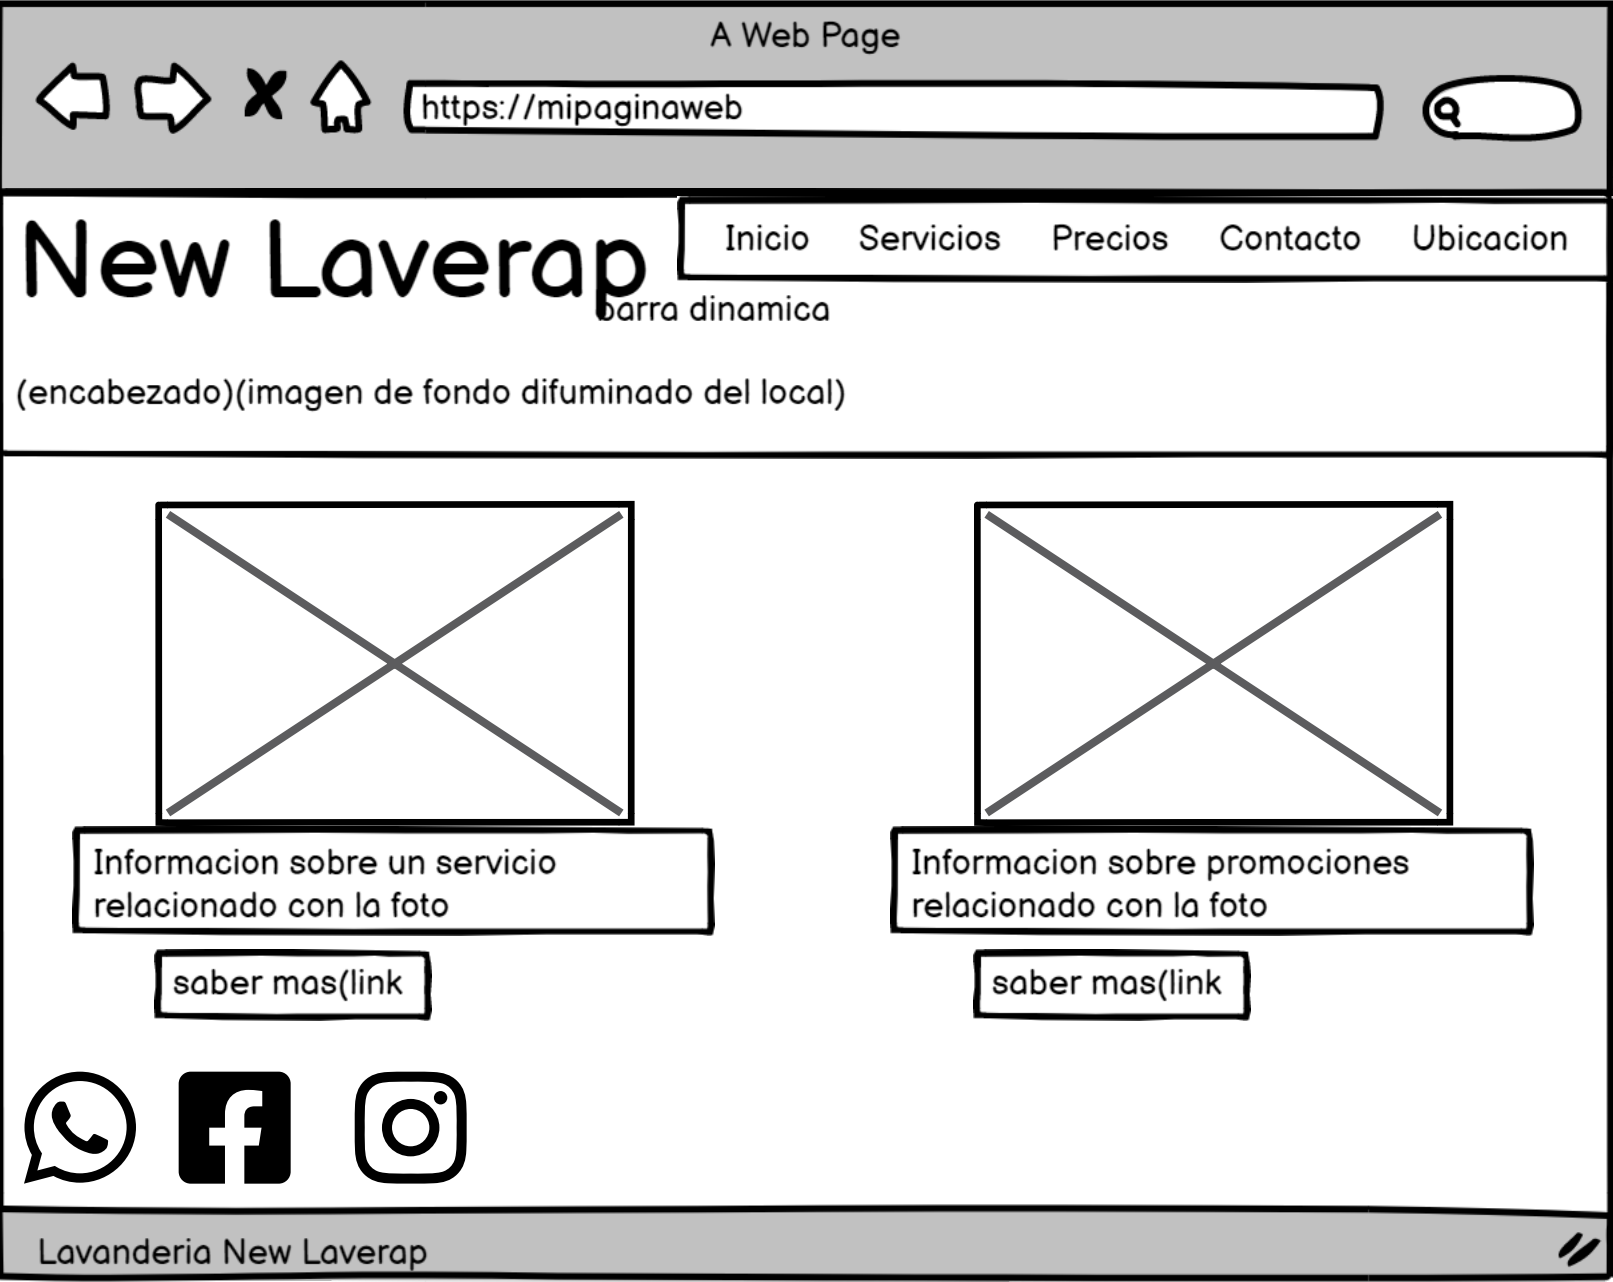 A Web Page
https://mipaginaweb
New Laverap
Inicio Servicios Precios Contacto Ubicacion
barra dinamica
(encabezado)(imagen de fondo difuminado del local)
Informacion sobre un servicio
relacionado con la foto
saber mas(link
Informacion sobre promociones
relacionado con la foto
saber mas(link
Lavanderia New Laverap